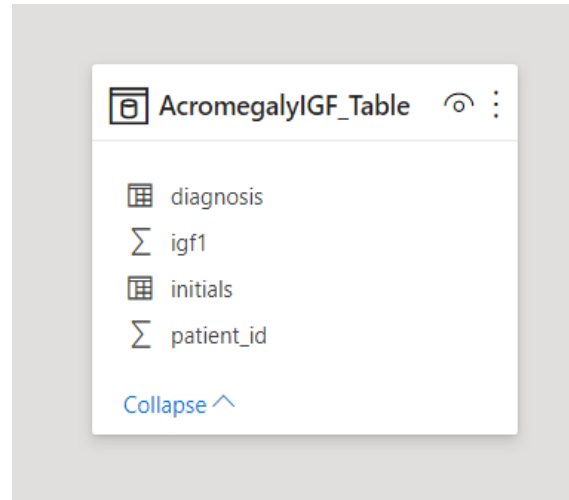 AcromegalyIGF_Table
diagnosis
igf1
initials
patient_id
Collapse